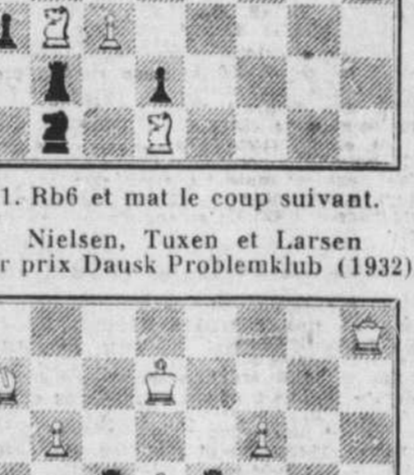 1. Rb6 et mat le coup suivant.
Nielsen, Tuxen et Larsen
r prix Dausk Problemklub (1932)